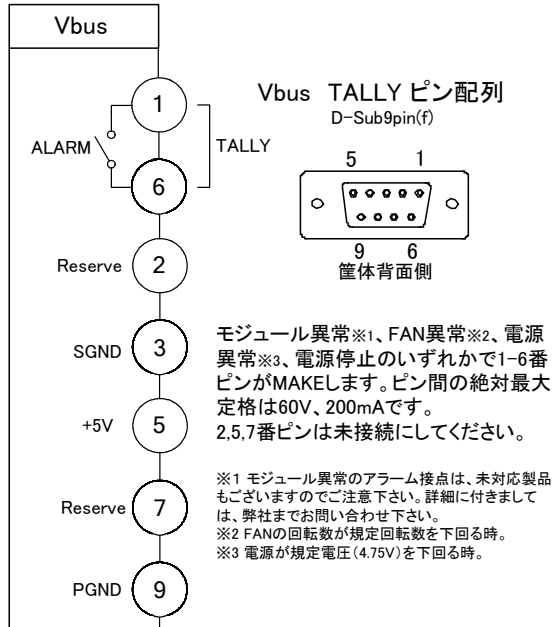 Vbus
1
ALARM
TALLY
6
Reserve
2
SGND
3
+5V
5
Reserve
7
PGND
9
Vbus TALLY ピン配列
D-Sub9pin(f)
5 1
9 6
筐体背面側
モジュール異常※1、FAN異常※2、電源
異常※3、電源停止のいずれかで1-6番
ピンがMAKEします。ピン間の絶対最大
定格は60V、200mAです。
2,5,7番ピンは未接続にしてください。
※1 モジュール異常のアラーム接点は、未対応製品
もございますのでご注意下さい。詳細に付きまして
は、弊社までお問い合わせ下さい。
※2 FANの回転数が規定回転数を下回る時。
※3 電源が規定電圧(4.75V)を下回る時。